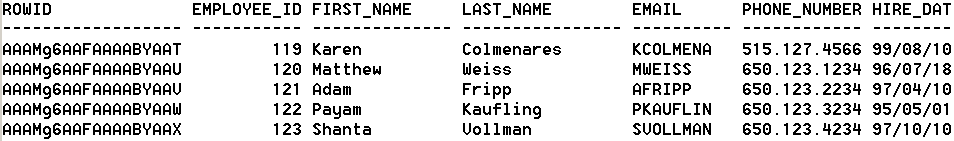 ROWID EMPLOYEE_ID FIRST_NAME LAST_NAME EMAIL PHONE_NUMBER HIRE_DAT
------------------ ----------- ---------- --------------- -------- ------------ --------
AAAMg6AAFAAAABYAAT 119 Karen Colmenares KCOLMENA 515.127.4566 99/08/10
AAAMg6AAFAAAABYAAU 120 Matthew Weiss MWEISS 650.123.1234 96/07/18
AAAMg6AAFAAAABYAAV 121 Adam Fripp AFRIPP 650.123.2234 97/04/10
AAAMg6AAFAAAABYAAW 122 Payam Kaufling PKAUFLIN 650.123.3234 95/05/01
AAAMg6AAFAAAABYAAX 123 Shanta Vollman SVOLLMAN 650.123.4234 97/10/10